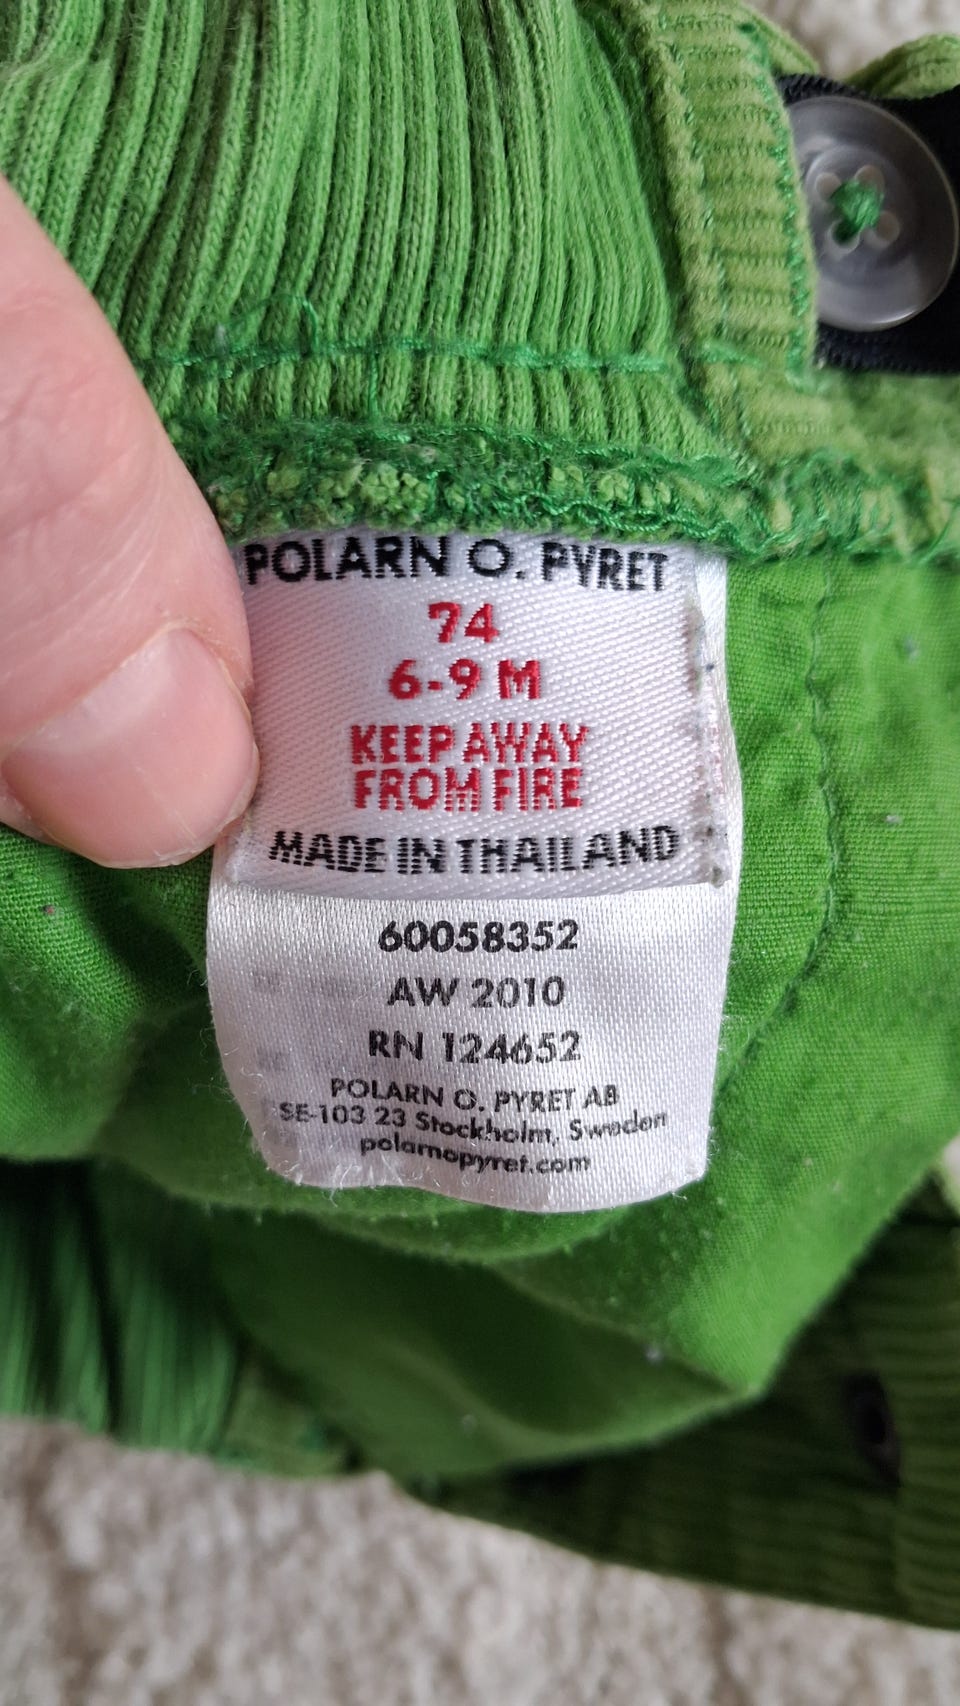 POLARN O. PYRET
74
6-9 M
KEEP AWAY
FROM FIRE
MADE IN THAILAND
60058352
AW 2010
RN 124652
POLARN O. PYRET AB
SE-103 23 Stockholm, Sweden
polarnopyret.com